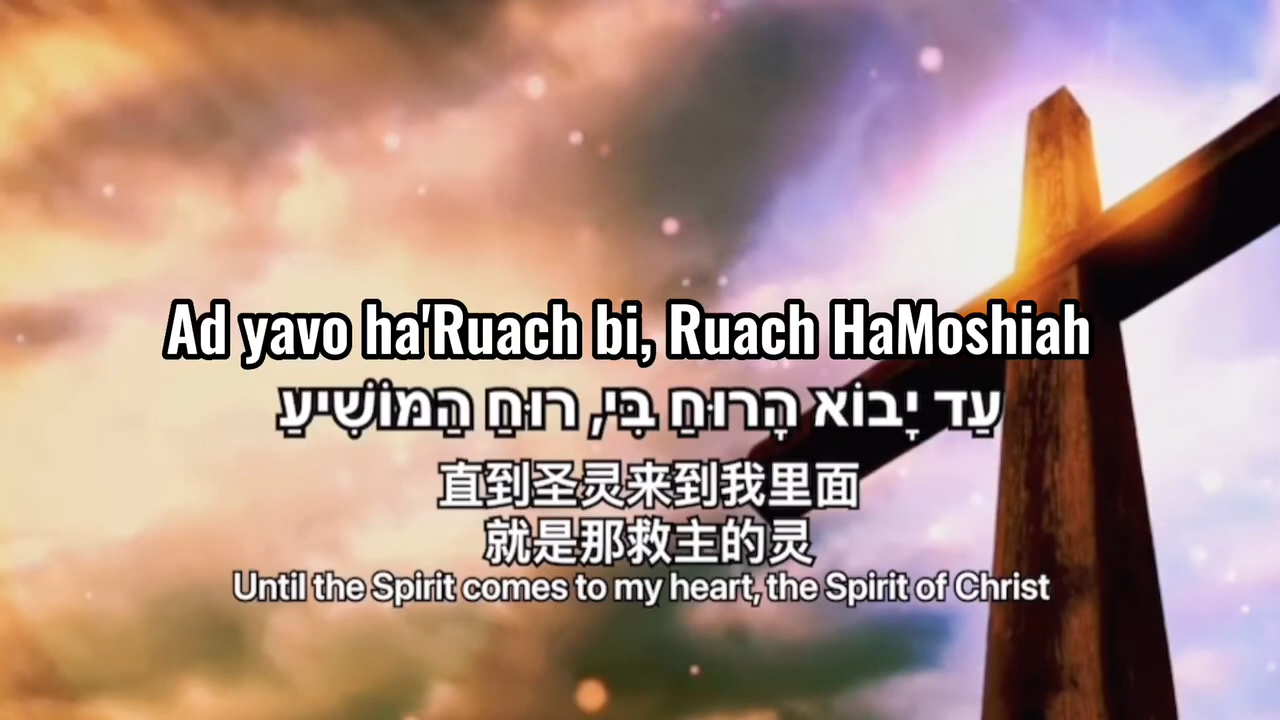 Ad yavo ha'Ruach bi, Ruach HaMoshiah
עַד יָבוֹא הָרוּחַ בִּי, רוּחַ הַמּוֹשִׁיעַ
直到圣灵来到我里面
就是那救主的灵
Until the Spirit comes to my heart, the Spirit of Christ